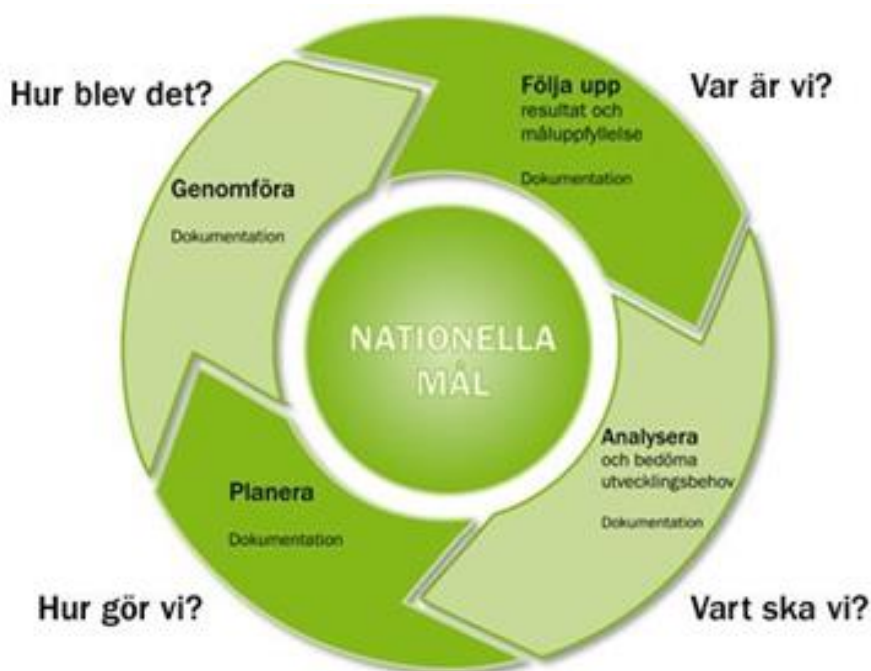 Hur blev det?
Var är vi?
Följa upp
resultat och
måluppfyllelse
Dokumentation
Genomföra
Dokumentation
NATIONELLA
MÅL
Analysera
och bedöma
utvecklingsbehov
Dokumentation
Planera
Dokumentation
Hur gör vi?
Vart ska vi?